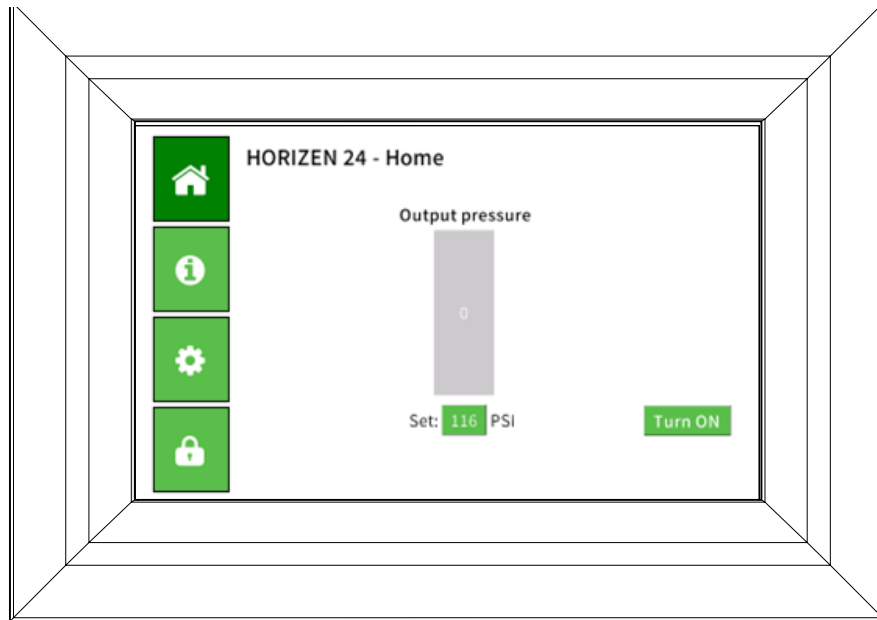 HORIZEN 24 - Home
Output pressure
0
Set: 116 PSI
Turn ON